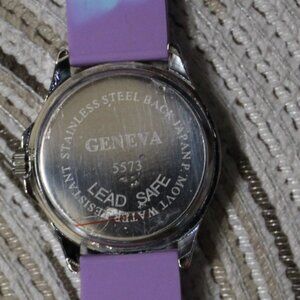 STAINLESS STEEL BACK JAPAN P. MOVT WATER RESISTANT
GENEVA
5573
LEAD SAFE